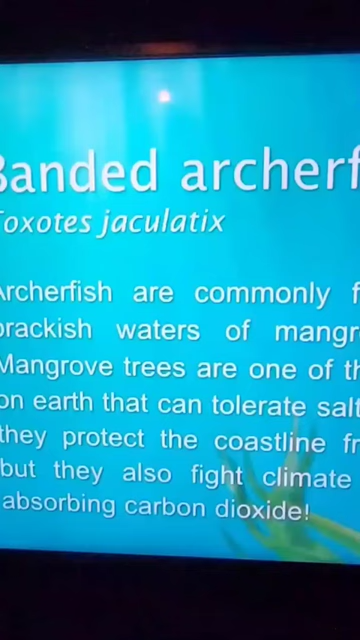 Banded archerf
Toxotes jaculatix
Archerfish are commonly f
brackish waters of mangr
Mangrove trees are one of th
on earth that can tolerate salt
they protect the coastline fr
but they also fight climate
absorbing carbon dioxide!